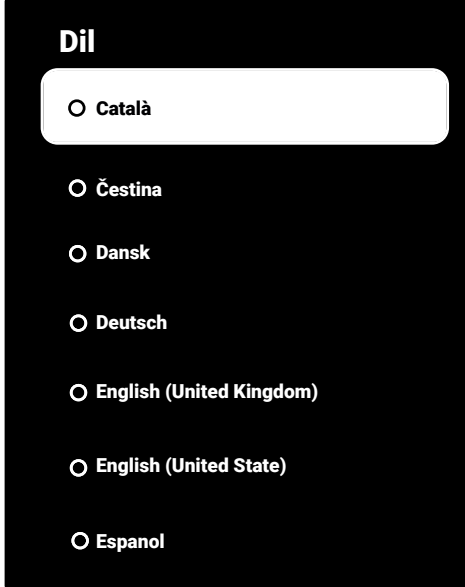 Dil
Català
Čestina
Dansk
Deutsch
English (United Kingdom)
English (United State)
Espanol